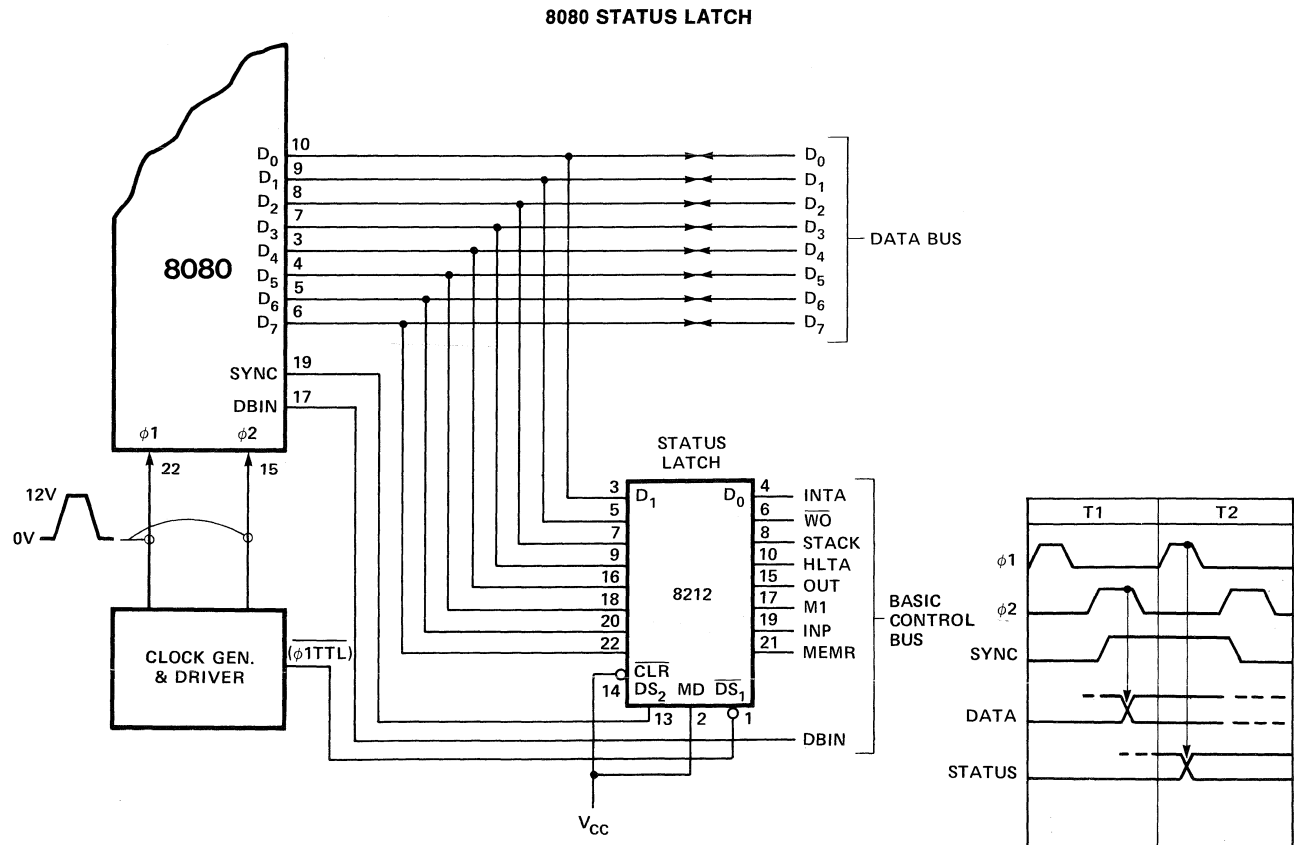 8080 STATUS LATCH
8080
D0 10
D1 9
D2 8
D3 7
D4 3
D5 4
D6 5
D7 6
SYNC 19
DBIN 17
φ1 φ2
22 15
D0
D1
D2
D3
D4
D5
D6
D7
DATA BUS
12V
0V
CLOCK GEN.
& DRIVER
(φ1TTL)
STATUS
LATCH
3 D1 D0 4 INTA
5 6 WO
7 8 STACK
9 10 HLTA
16 15 OUT
18 17 M1
20 19 INP
22 21 MEMR
8212
CLR
14 DS2 MD DS1
13 2 1
DBIN
VCC
BASIC
CONTROL
BUS
T1 T2
φ1
φ2
SYNC
DATA
STATUS